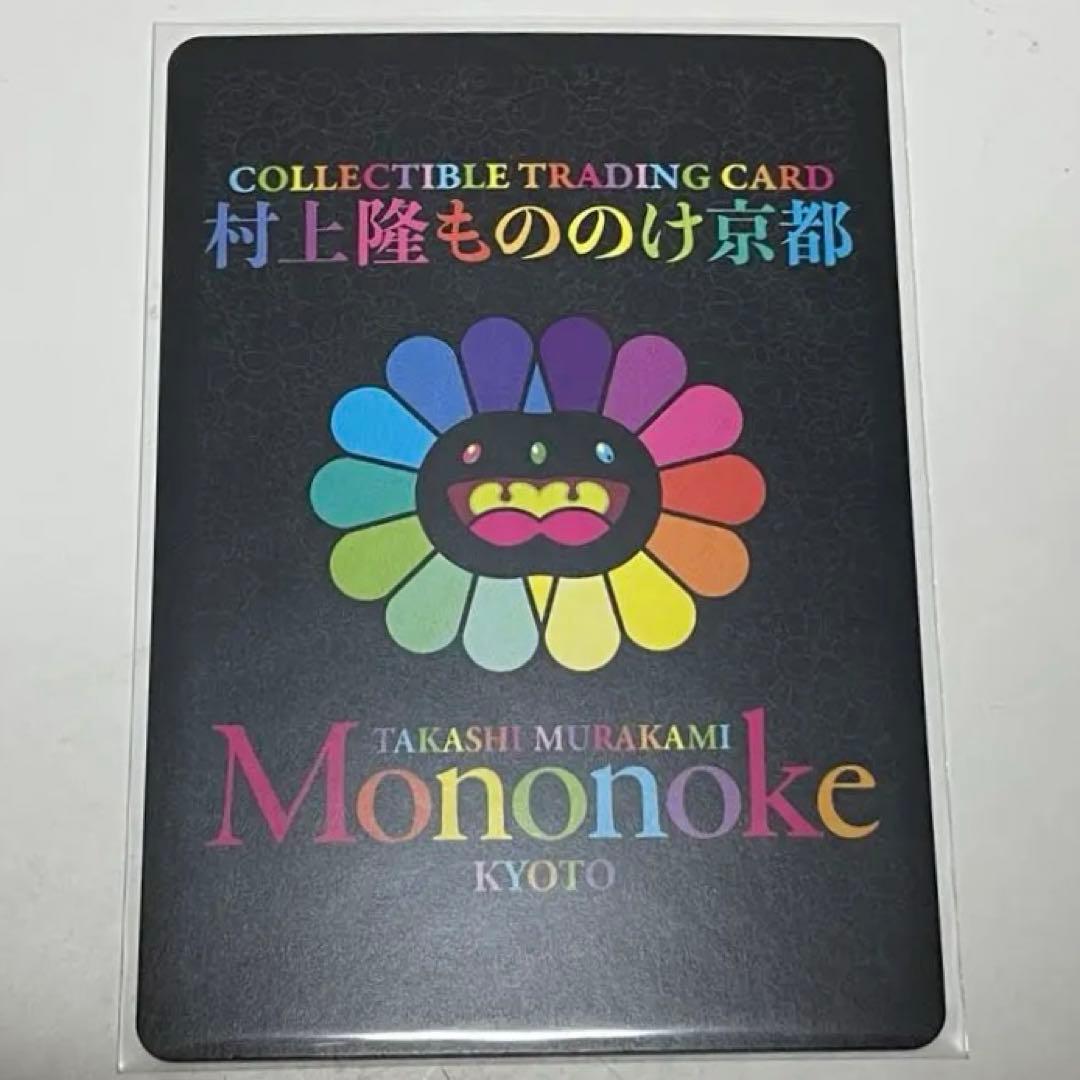 COLLECTIBLE TRADING CARD
村上隆もののけ京都
TAKASHI MURAKAMI
Mononoke
KYOTO